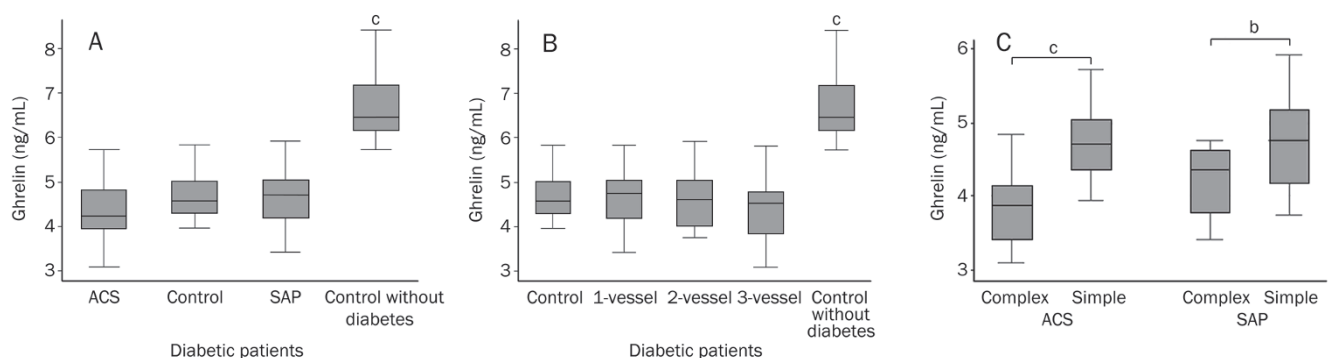 A
c
Ghrelin (ng/mL)
8
7
6
5
4
3
ACS Control SAP Control without
diabetes
Diabetic patients
B
c
Ghrelin (ng/mL)
8
7
6
5
4
3
Control 1-vessel 2-vessel 3-vessel Control
without
diabetes
Diabetic patients
C
c
b
Ghrelin (ng/mL)
6
5
4
3
Complex Simple Complex Simple
ACS SAP